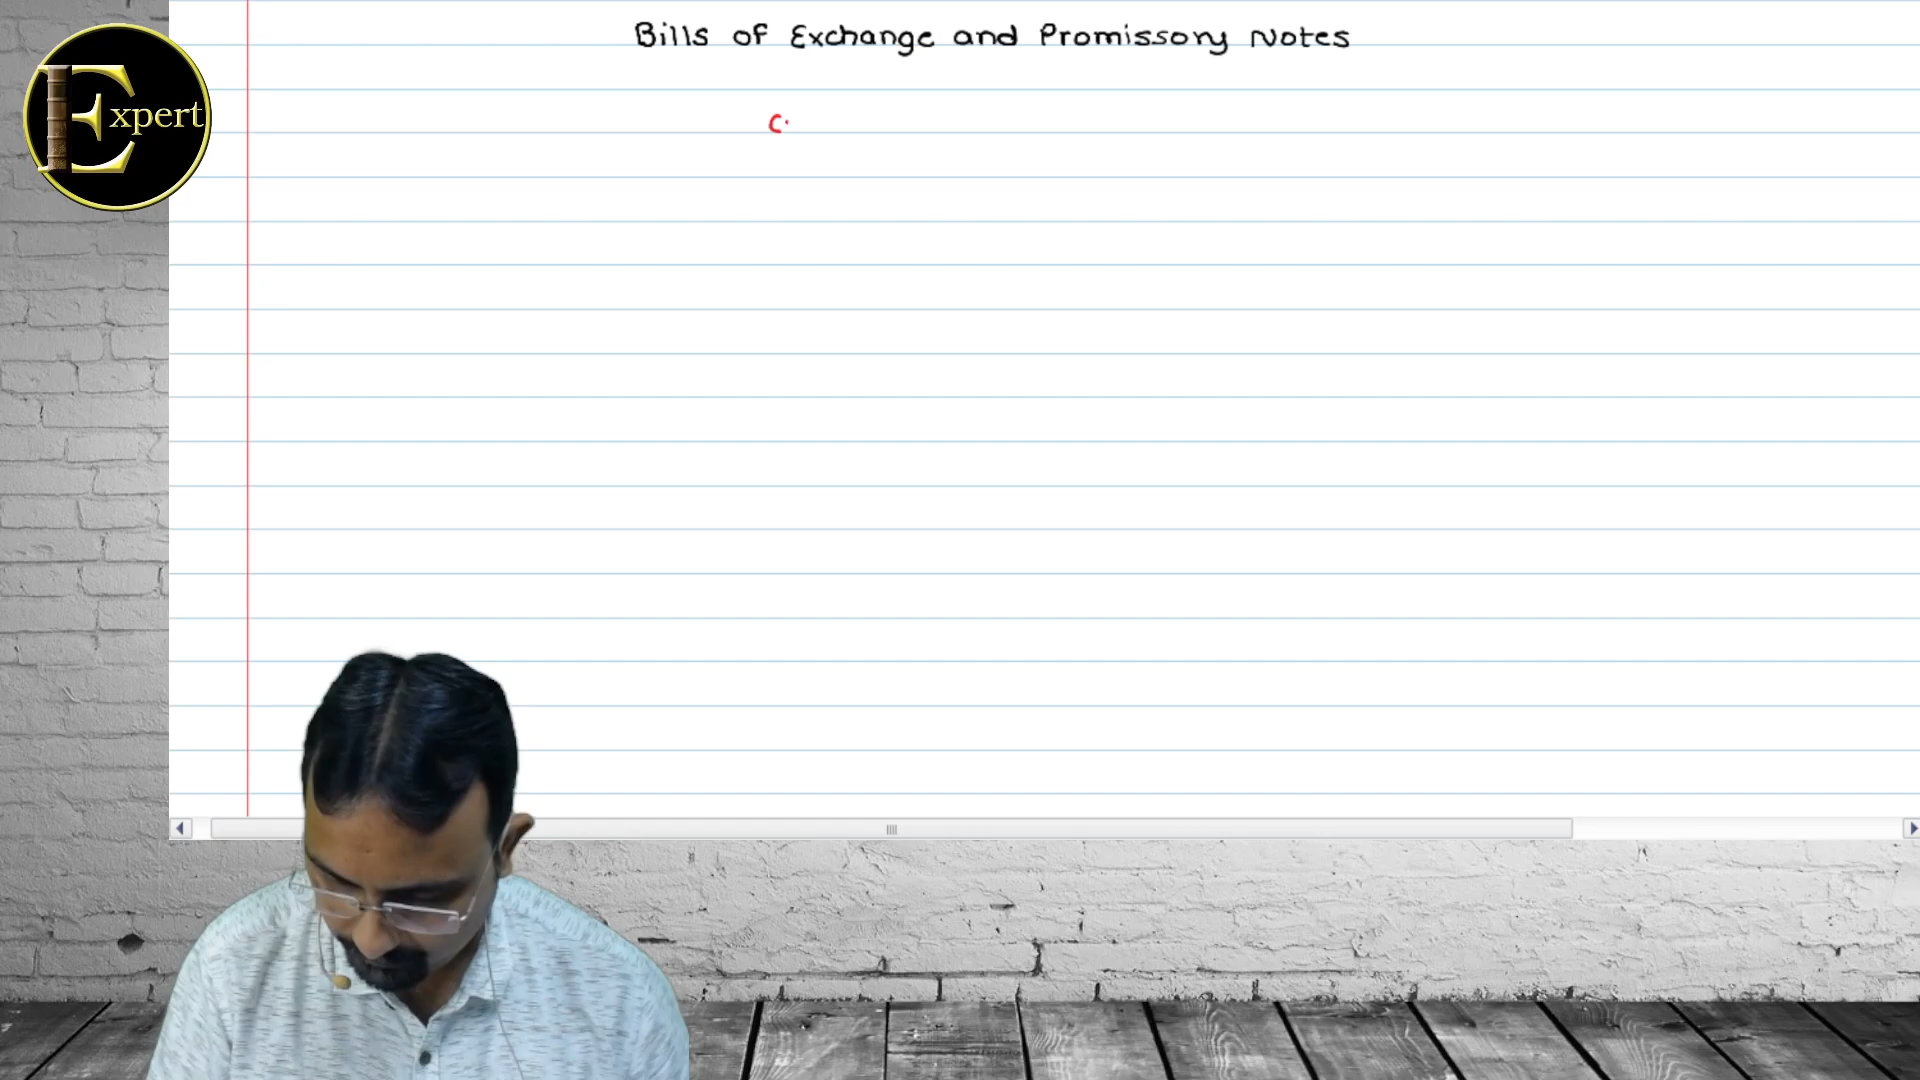 Expert
Bills of Exchange and Promissory Notes
C